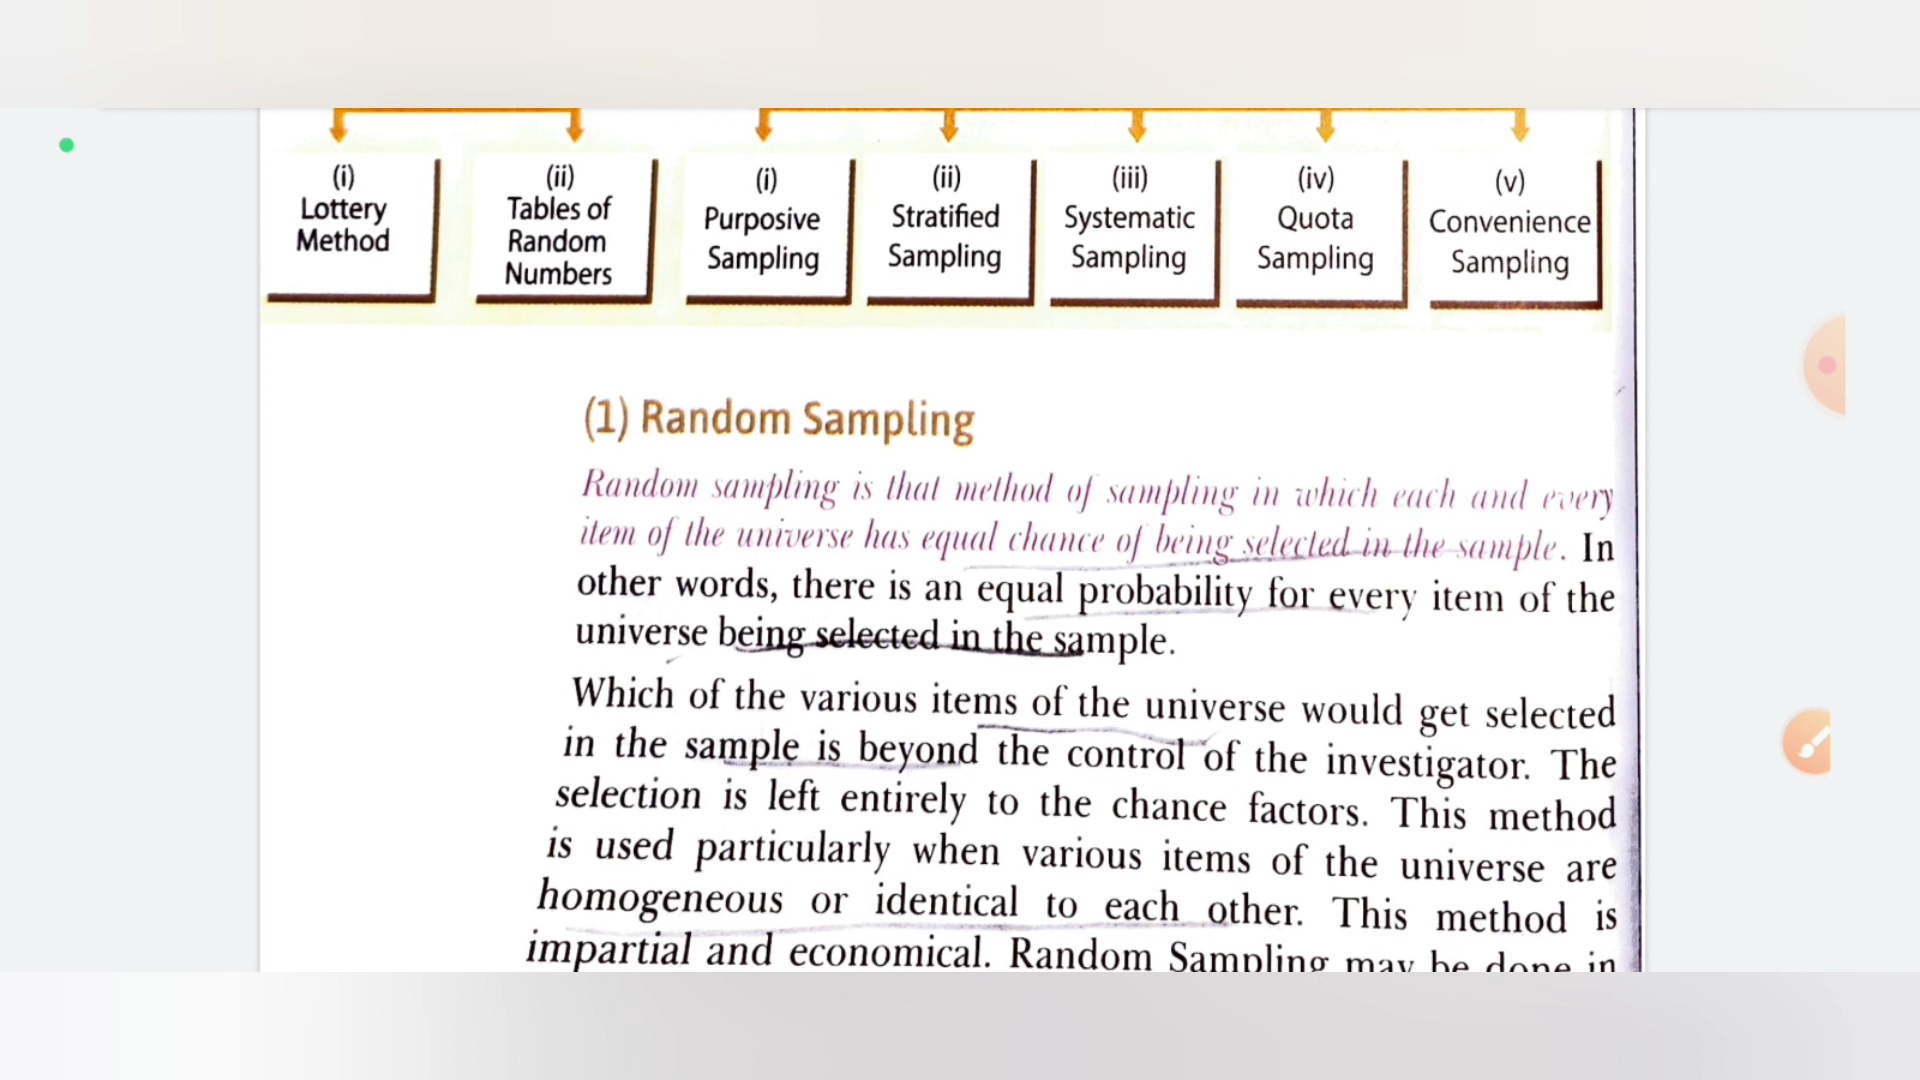 (i)
Lottery
Method
(ii)
Tables of
Random
Numbers
(i)
Purposive
Sampling
(ii)
Stratified
Sampling
(iii)
Systematic
Sampling
(iv)
Quota
Sampling
(v)
Convenience
Sampling
(1) Random Sampling
Random sampling is that method of sampling in which each and every
item of the universe has equal chance of being selected in the sample. In
other words, there is an equal probability for every item of the
universe being selected in the sample.
Which of the various items of the universe would get selected
in the sample is beyond the control of the investigator. The
selection is left entirely to the chance factors. This method
is used particularly when various items of the universe are
homogeneous or identical to each other. This method is
impartial and economical. Random Sampling may be done in